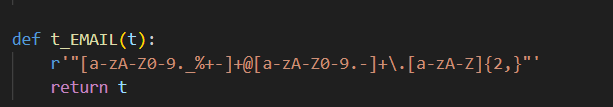 def t_EMAIL(t):
    r'"[a-zA-Z0-9._%+-]+@[a-zA-Z0-9.-]+\.[a-zA-Z]{2,}"'
    return t